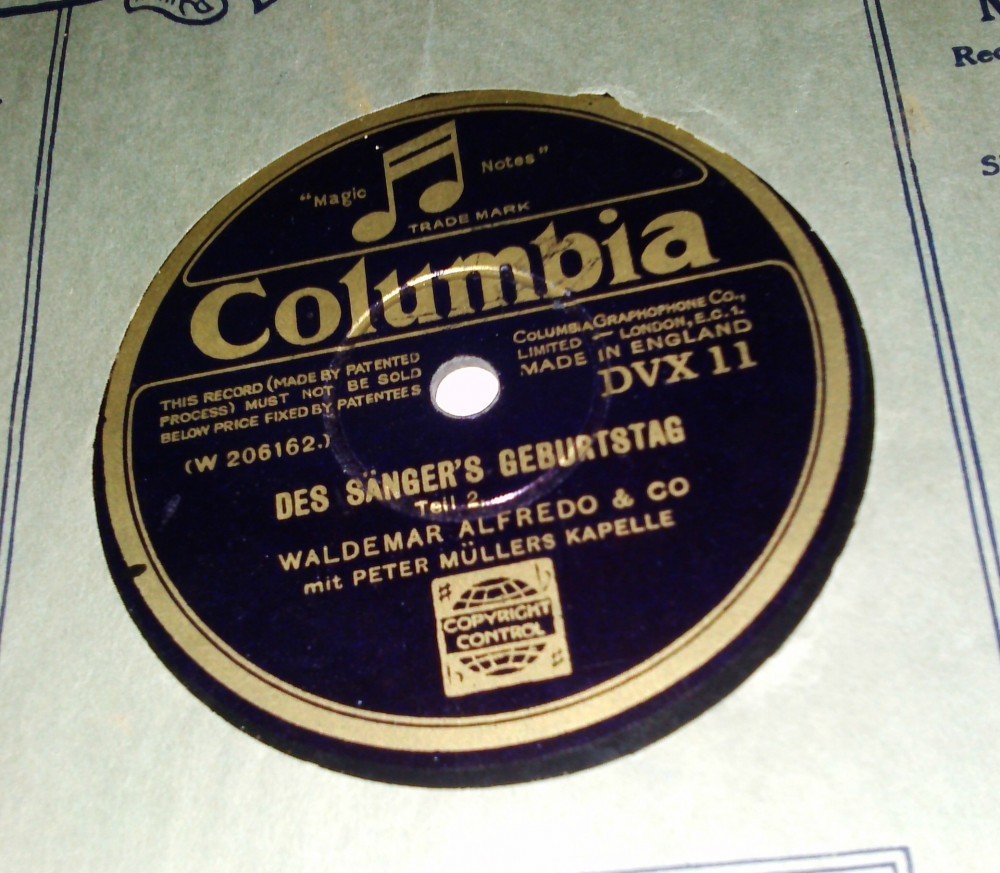 "Magic Notes"
TRADE MARK
Columbia
THIS RECORD (MADE BY PATENTED
PROCESS) MUST NOT BE SOLD
BELOW PRICE FIXED BY PATENTEES
(W 206162.)
COLUMBIA GRAPHOPHONE CO.,
LIMITED — LONDON, E.C.1.
MADE IN ENGLAND
DVX 11
DES SÄNGER'S GEBURTSTAG
Teil 2.
WALDEMAR ALFREDO & CO
mit PETER MÜLLERS KAPELLE
COPYRIGHT
CONTROL